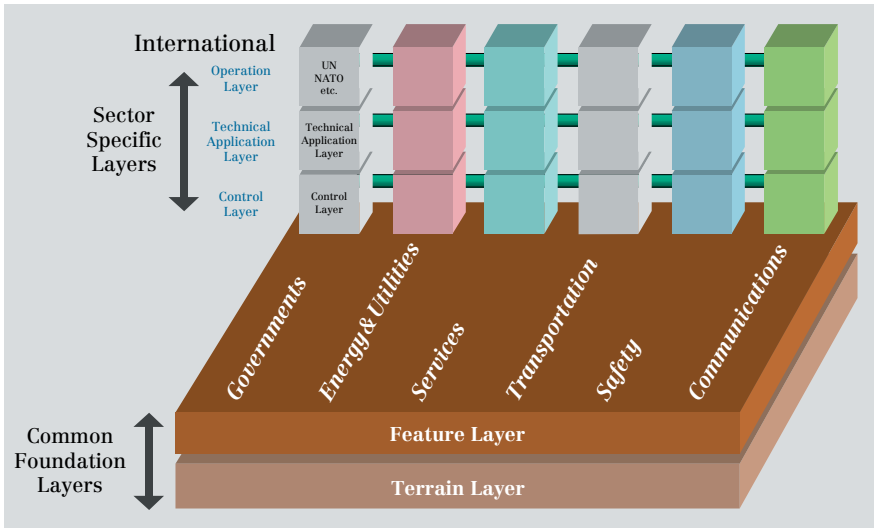 International
Operation
Layer
Technical
Application
Layer
Control
Layer
Sector
Specific
Layers
UN
NATO
etc.
Technical
Application
Layer
Control
Layer
Governments
Energy&Utilities
Services
Transportation
Safety
Communications
Common
Foundation
Layers
Feature Layer
Terrain Layer